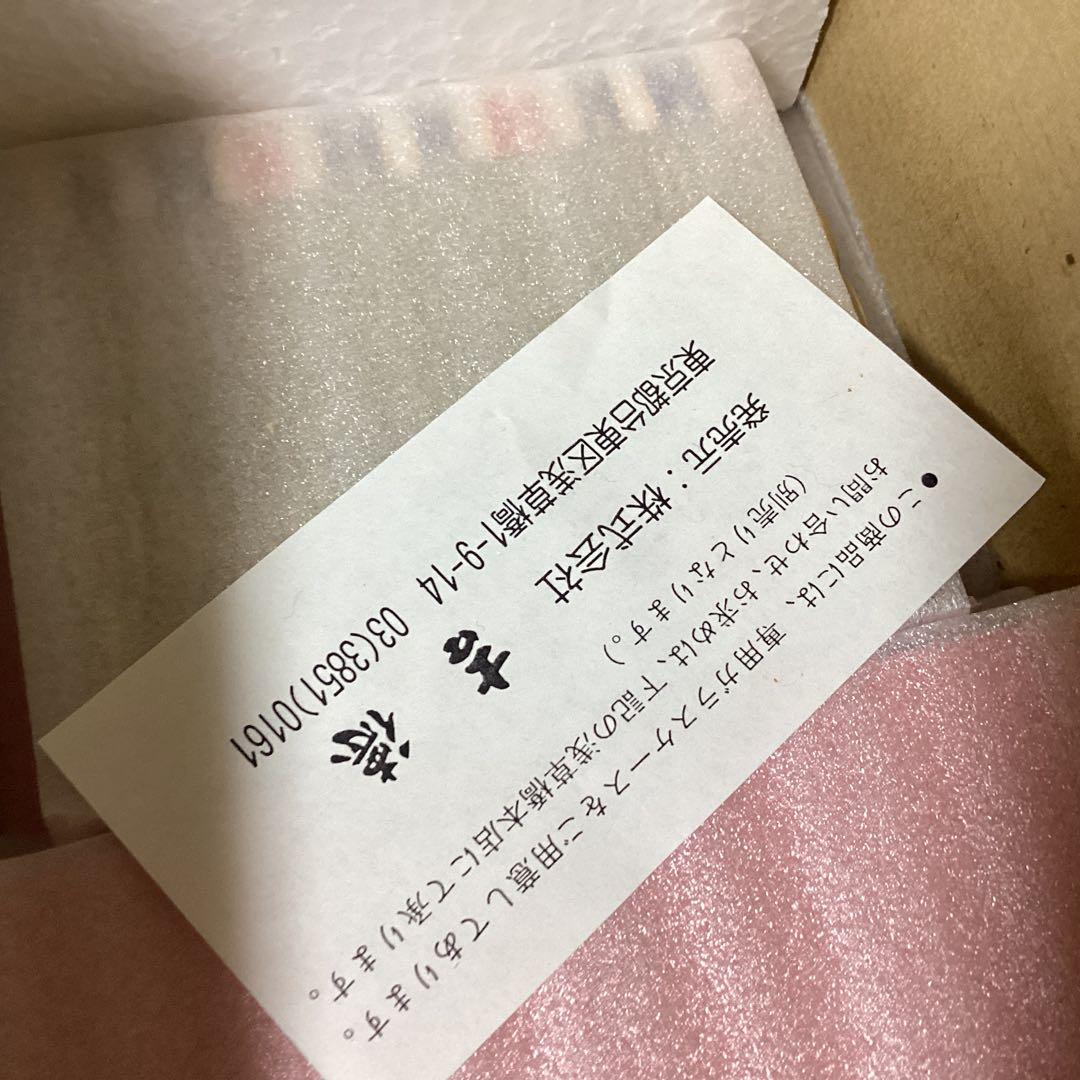 ●この商品には、専用ガラスケースをご用意してあります。
お問い合わせ、お求めは、下記の浅草橋本店にて承ります。
(別売りとなります。)
発売元:株式会社 吉 德
東京都台東区浅草橋1-9-14 03(3851)0161